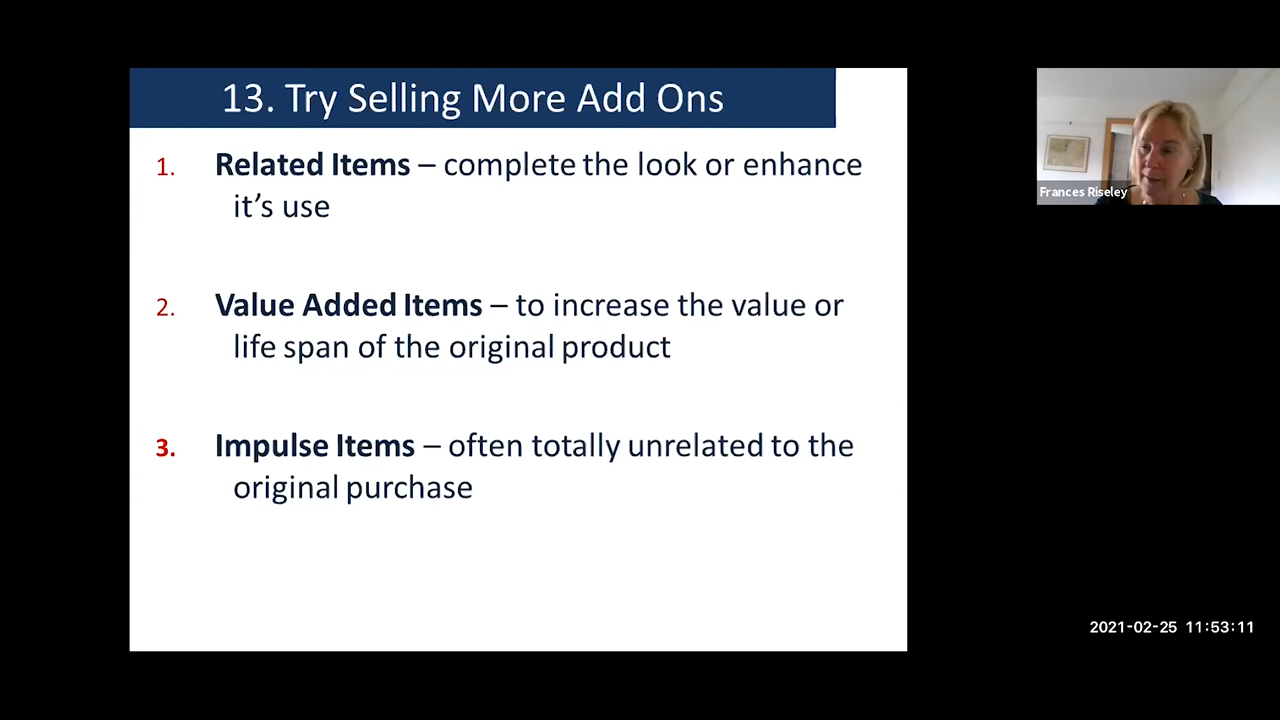 13. Try Selling More Add Ons
1. Related Items – complete the look or enhance
it’s use
2. Value Added Items – to increase the value or
life span of the original product
3. Impulse Items – often totally unrelated to the
original purchase
Frances Riseley
2021-02-25 11:53:11